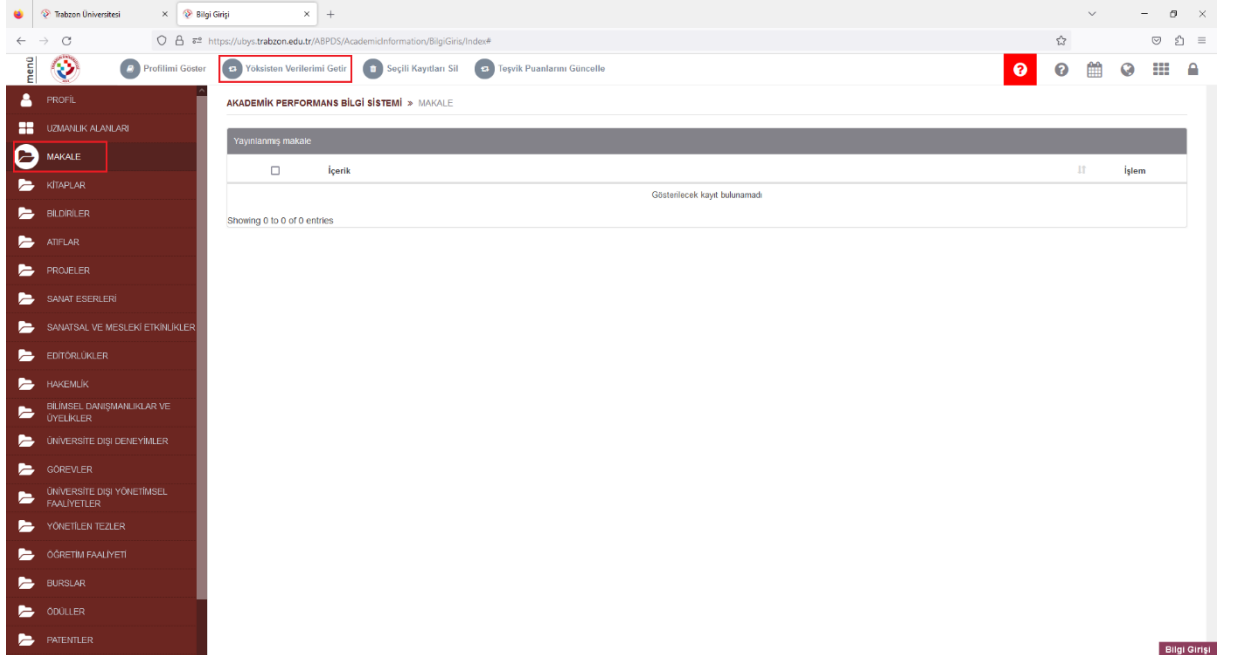 Trabzon Üniversitesi
Bilgi Girişi
https://ubys.trabzon.edu.tr/ABPDS/AcademicInformation/BilgiGiris/Index#
menü
Profilimi Göster
Yöksisten Verilerimi Getir
Seçili Kayıtları Sil
Teşvik Puanlarımı Güncelle
PROFİL
UZMANLIK ALANLARI
MAKALE
KİTAPLAR
BİLDİRİLER
ATIFLAR
PROJELER
SANAT ESERLERİ
SANATSAL VE MESLEKİ ETKİNLİKLER
EDİTÖRLÜKLER
HAKEMLİK
BİLİMSEL DANIŞMANLIKLAR VE
ÜYELİKLER
ÜNİVERSİTE DIŞI DENEYİMLER
GÖREVLER
ÜNİVERSİTE DIŞI YÖNETİMSEL
FAALİYETLER
YÖNETİLEN TEZLER
ÖĞRETİM FAALİYETİ
BURSLAR
ÖDÜLLER
PATENTLER
AKADEMİK PERFORMANS BİLGİ SİSTEMİ » MAKALE
Yayınlanmış makale
İçerik
İşlem
Gösterilecek kayıt bulunamadı
Showing 0 to 0 of 0 entries
Bilgi Girişi